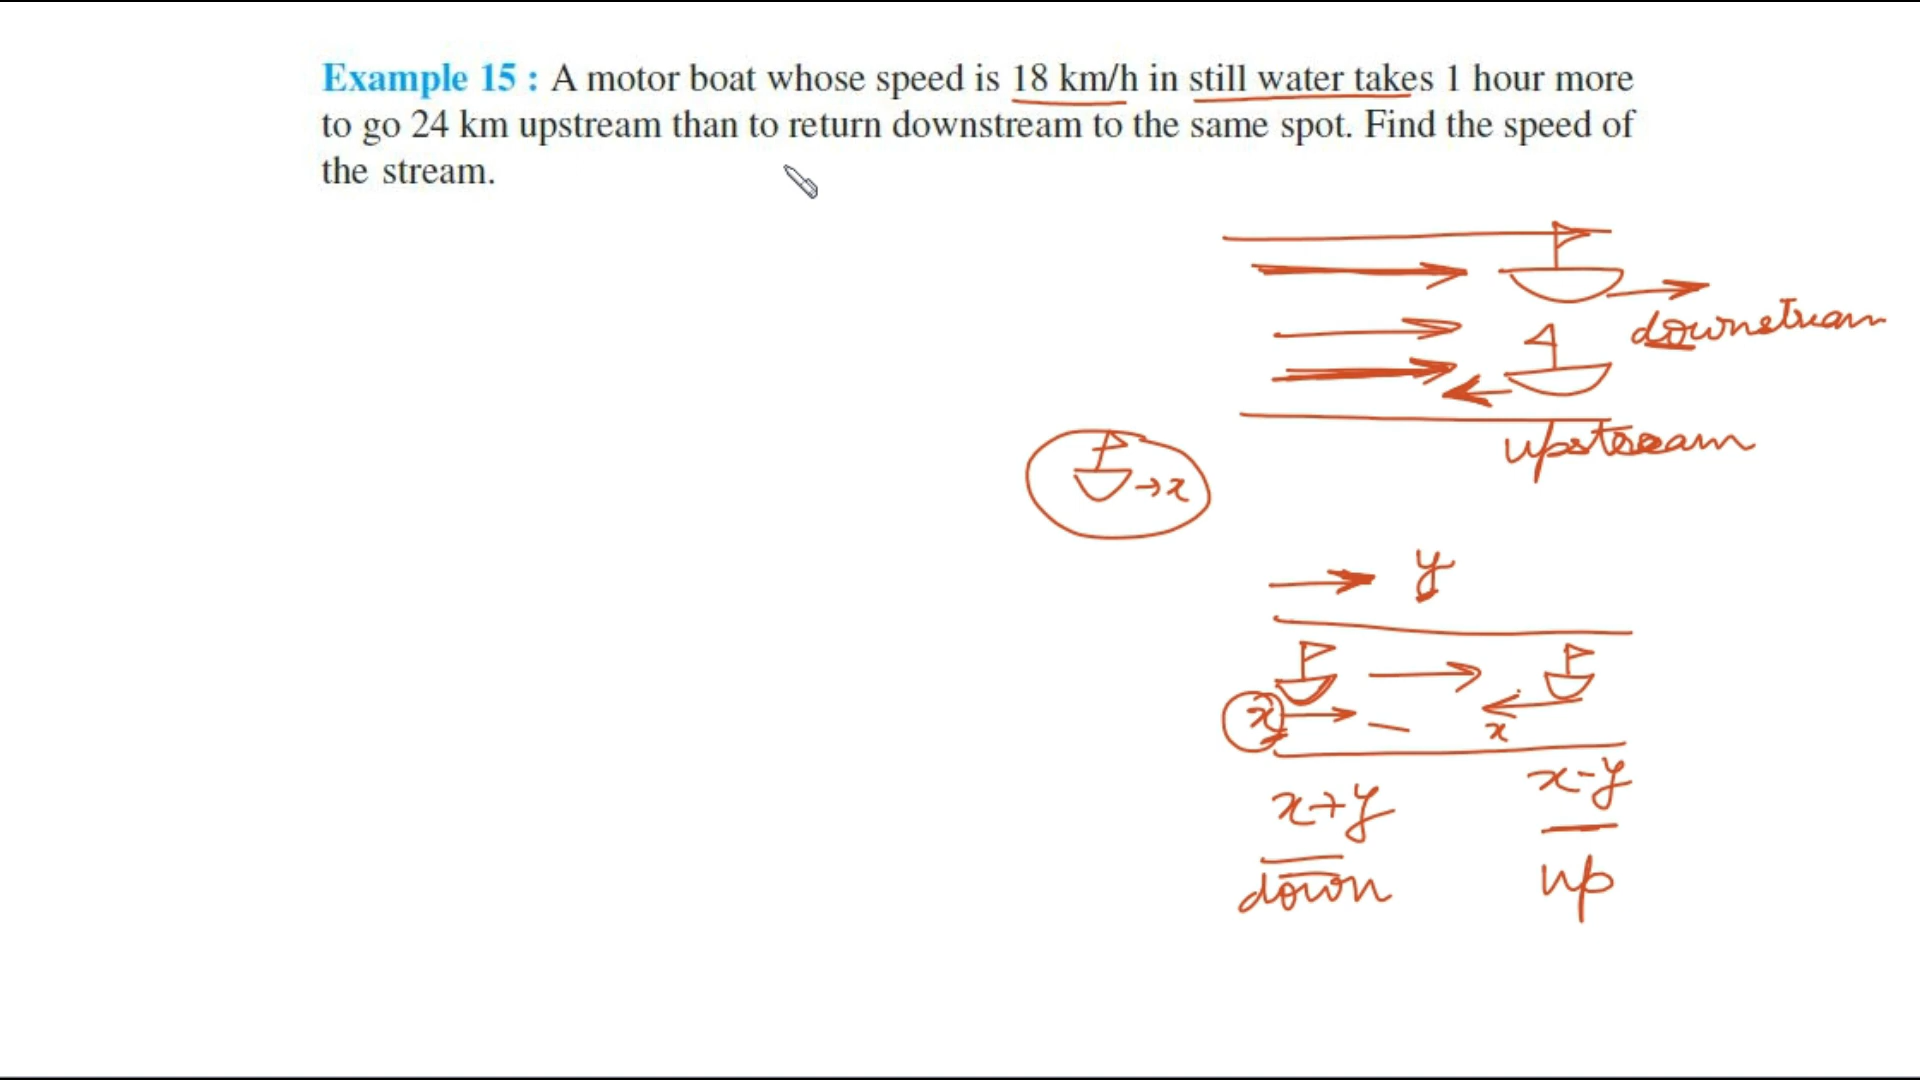 Example 15 : A motor boat whose speed is 18 km/h in still water takes 1 hour more
to go 24 km upstream than to return downstream to the same spot. Find the speed of
the stream.
downstream
upstream
→x
y
x
x
x+y
x-y
down
up